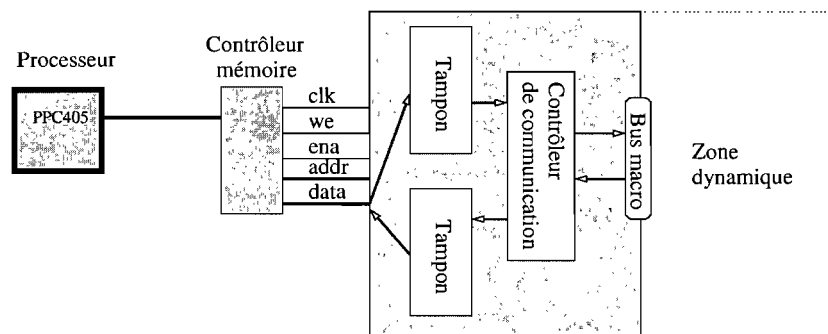 Processeur
PPC405
Contrôleur
mémoire
clk
we
ena
addr
data
Tampon
Tampon
Contrôleur
de communication
Bus macro
Zone
dynamique